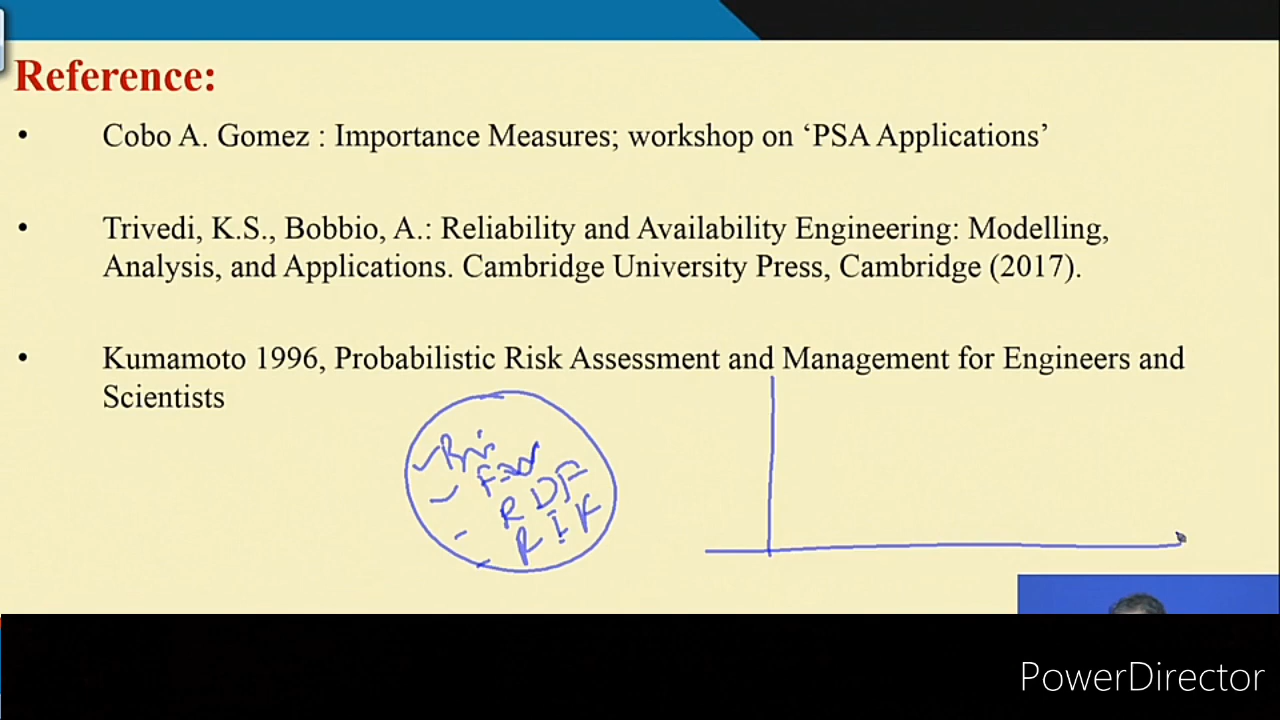 Reference:
• Cobo A. Gomez : Importance Measures; workshop on ‘PSA Applications’
• Trivedi, K.S., Bobbio, A.: Reliability and Availability Engineering: Modelling,
Analysis, and Applications. Cambridge University Press, Cambridge (2017).
• Kumamoto 1996, Probabilistic Risk Assessment and Management for Engineers and
Scientists
RDF
PowerDirector